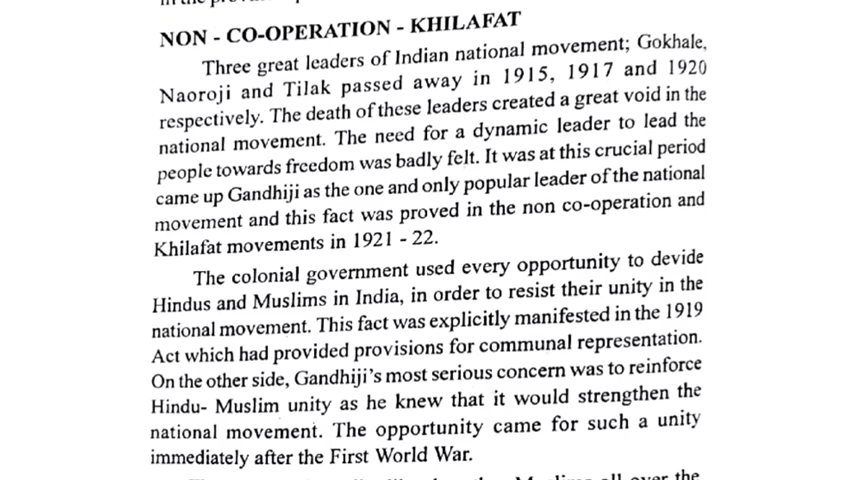 in the
NON - CO-OPERATION - KHILAFAT
Three great leaders of Indian national movement; Gokhale,
Naoroji and Tilak passed away in 1915, 1917 and 1920
respectively. The death of these leaders created a great void in the
national movement. The need for a dynamic leader to lead the
people towards freedom was badly felt. It was at this crucial period
came up Gandhiji as the one and only popular leader of the national
movement and this fact was proved in the non co-operation and
Khilafat movements in 1921 - 22.
The colonial government used every opportunity to devide
Hindus and Muslims in India, in order to resist their unity in the
national movement. This fact was explicitly manifested in the 1919
Act which had provided provisions for communal representation.
On the other side, Gandhiji's most serious concern was to reinforce
Hindu- Muslim unity as he knew that it would strengthen the
national movement. The opportunity came for such a unity
immediately after the First World War.
Muslims all over the